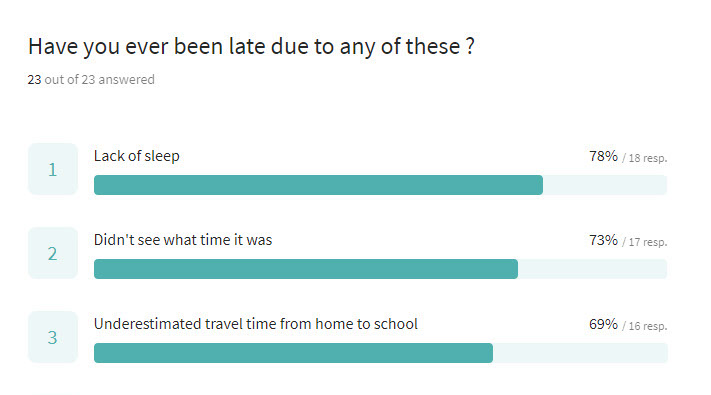 Have you ever been late due to any of these ?
23 out of 23 answered
1 Lack of sleep 78% / 18 resp.
2 Didn't see what time it was 73% / 17 resp.
3 Underestimated travel time from home to school 69% / 16 resp.